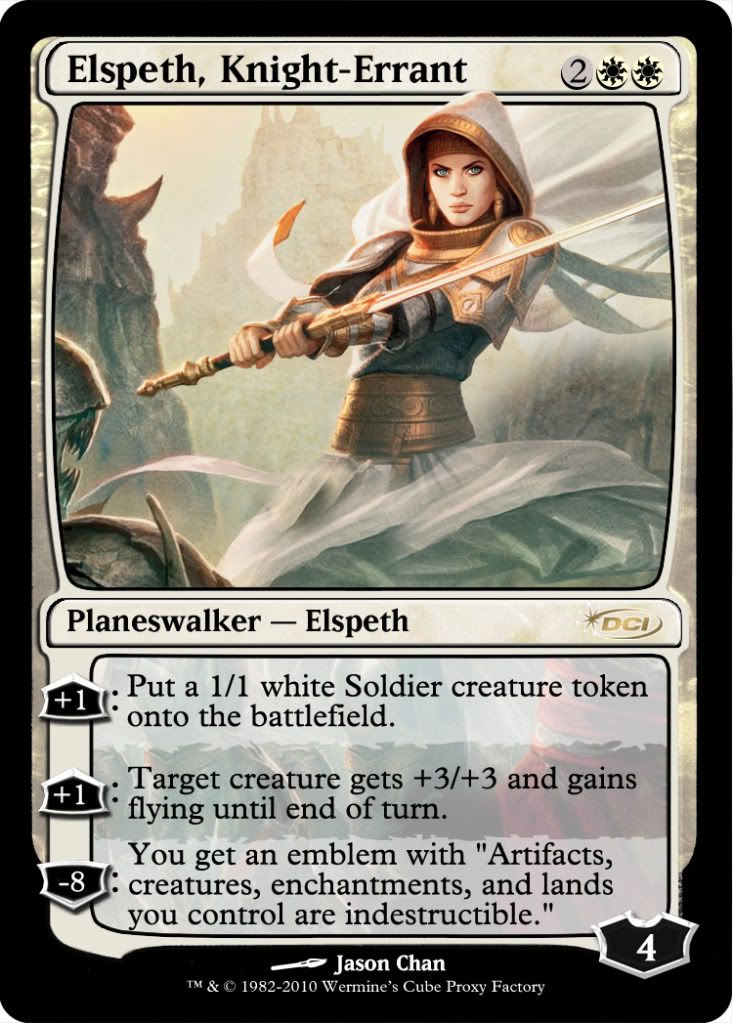 Elspeth, Knight-Errant 2
Planeswalker — Elspeth DCI
+1 : Put a 1/1 white Soldier creature token
onto the battlefield.
+1 : Target creature gets +3/+3 and gains
flying until end of turn.
You get an emblem with "Artifacts,
-8 : creatures, enchantments, and lands
you control are indestructible."
4
Jason Chan
™ & © 1982-2010 Wermine's Cube Proxy Factory